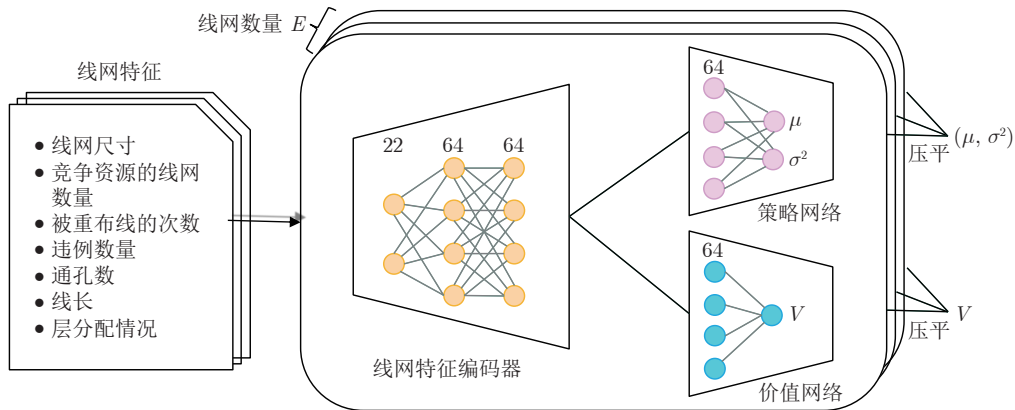 线网数量 E
线网特征
• 线网尺寸
• 竞争资源的线网
数量
• 被重布线的次数
• 违例数量
• 通孔数
• 线长
• 层分配情况
22
64
64
线网特征编码器
64
μ
σ²
策略网络
64
V
价值网络
(μ, σ²)
压平
V
压平